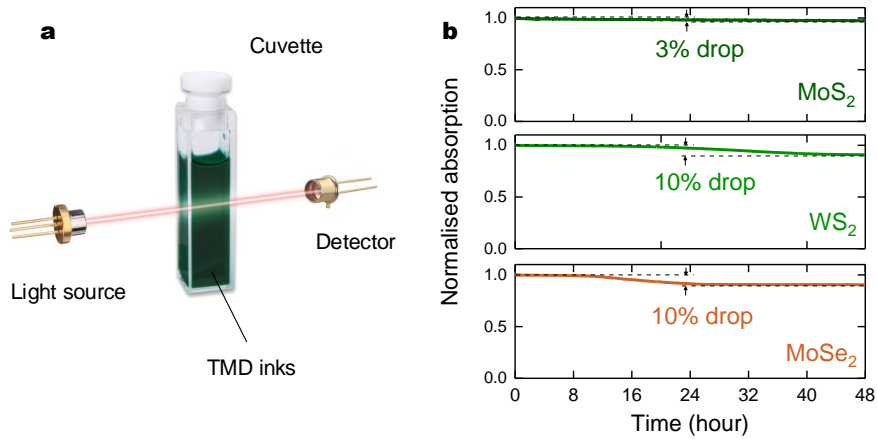 a
Cuvette
Light source
Detector
TMD inks
b
Normalised absorption
1.0
0.5
1.0
3% drop
MoS₂
1.0
0.5
1.0
10% drop
WS₂
1.0
0.5
0.0
10% drop
MoSe₂
0 8 16 24 32 40 48
Time (hour)